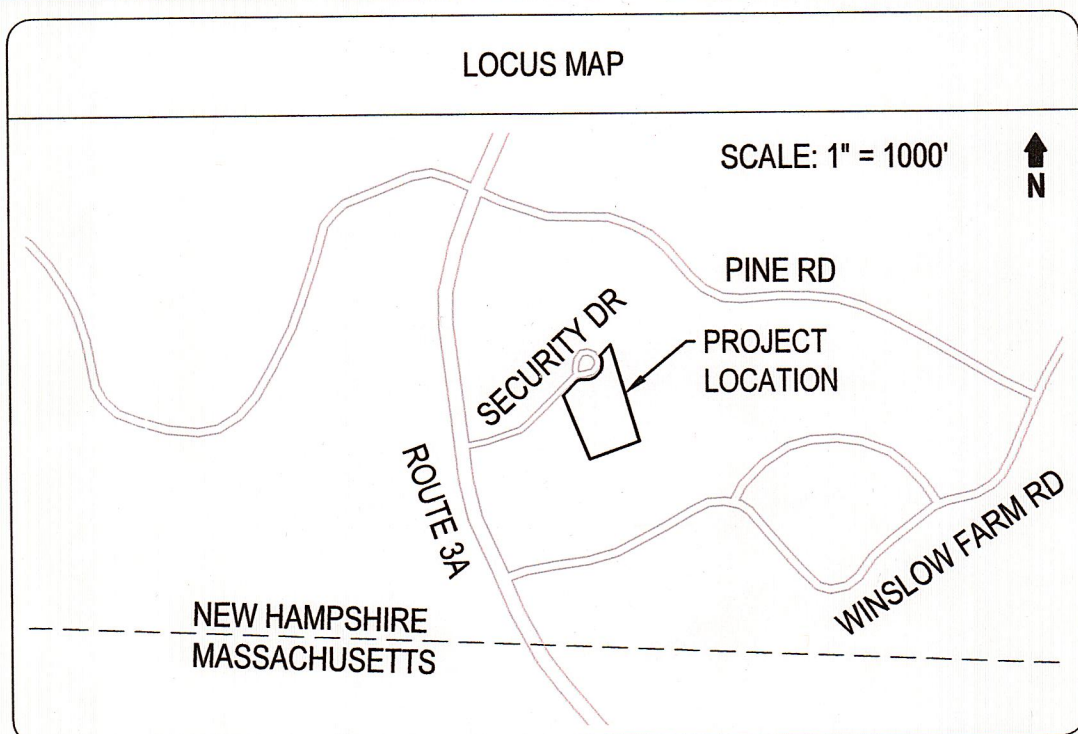 LOCUS MAP
SCALE: 1" = 1000'
N
PINE RD
SECURITY DR
PROJECT
LOCATION
ROUTE 3A
WINSLOW FARM RD
NEW HAMPSHIRE
MASSACHUSETTS